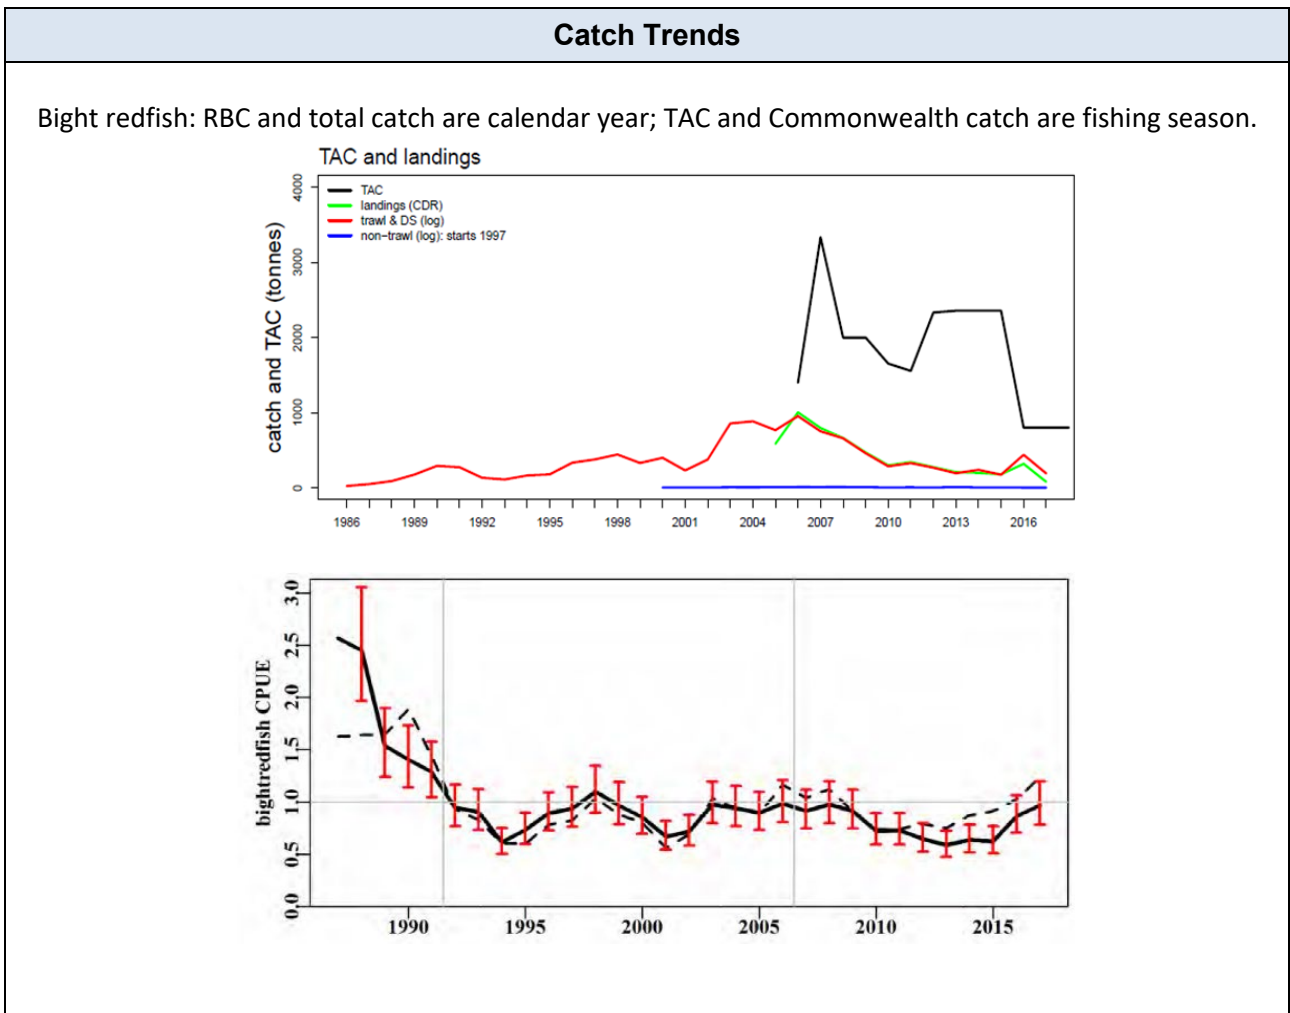 Catch Trends
Bight redfish: RBC and total catch are calendar year; TAC and Commonwealth catch are fishing season.
TAC and landings
TAC
landings (CDR)
trawl & DS (log)
non-trawl (log): starts 1997
catch and TAC (tonnes)
4000
3000
2000
1000
0
1986 1989 1992 1995 1998 2001 2004 2007 2010 2013 2016
bightredfish CPUE
3.0
2.5
2.0
1.5
1.0
0.5
0.0
1990 1995 2000 2005 2010 2015